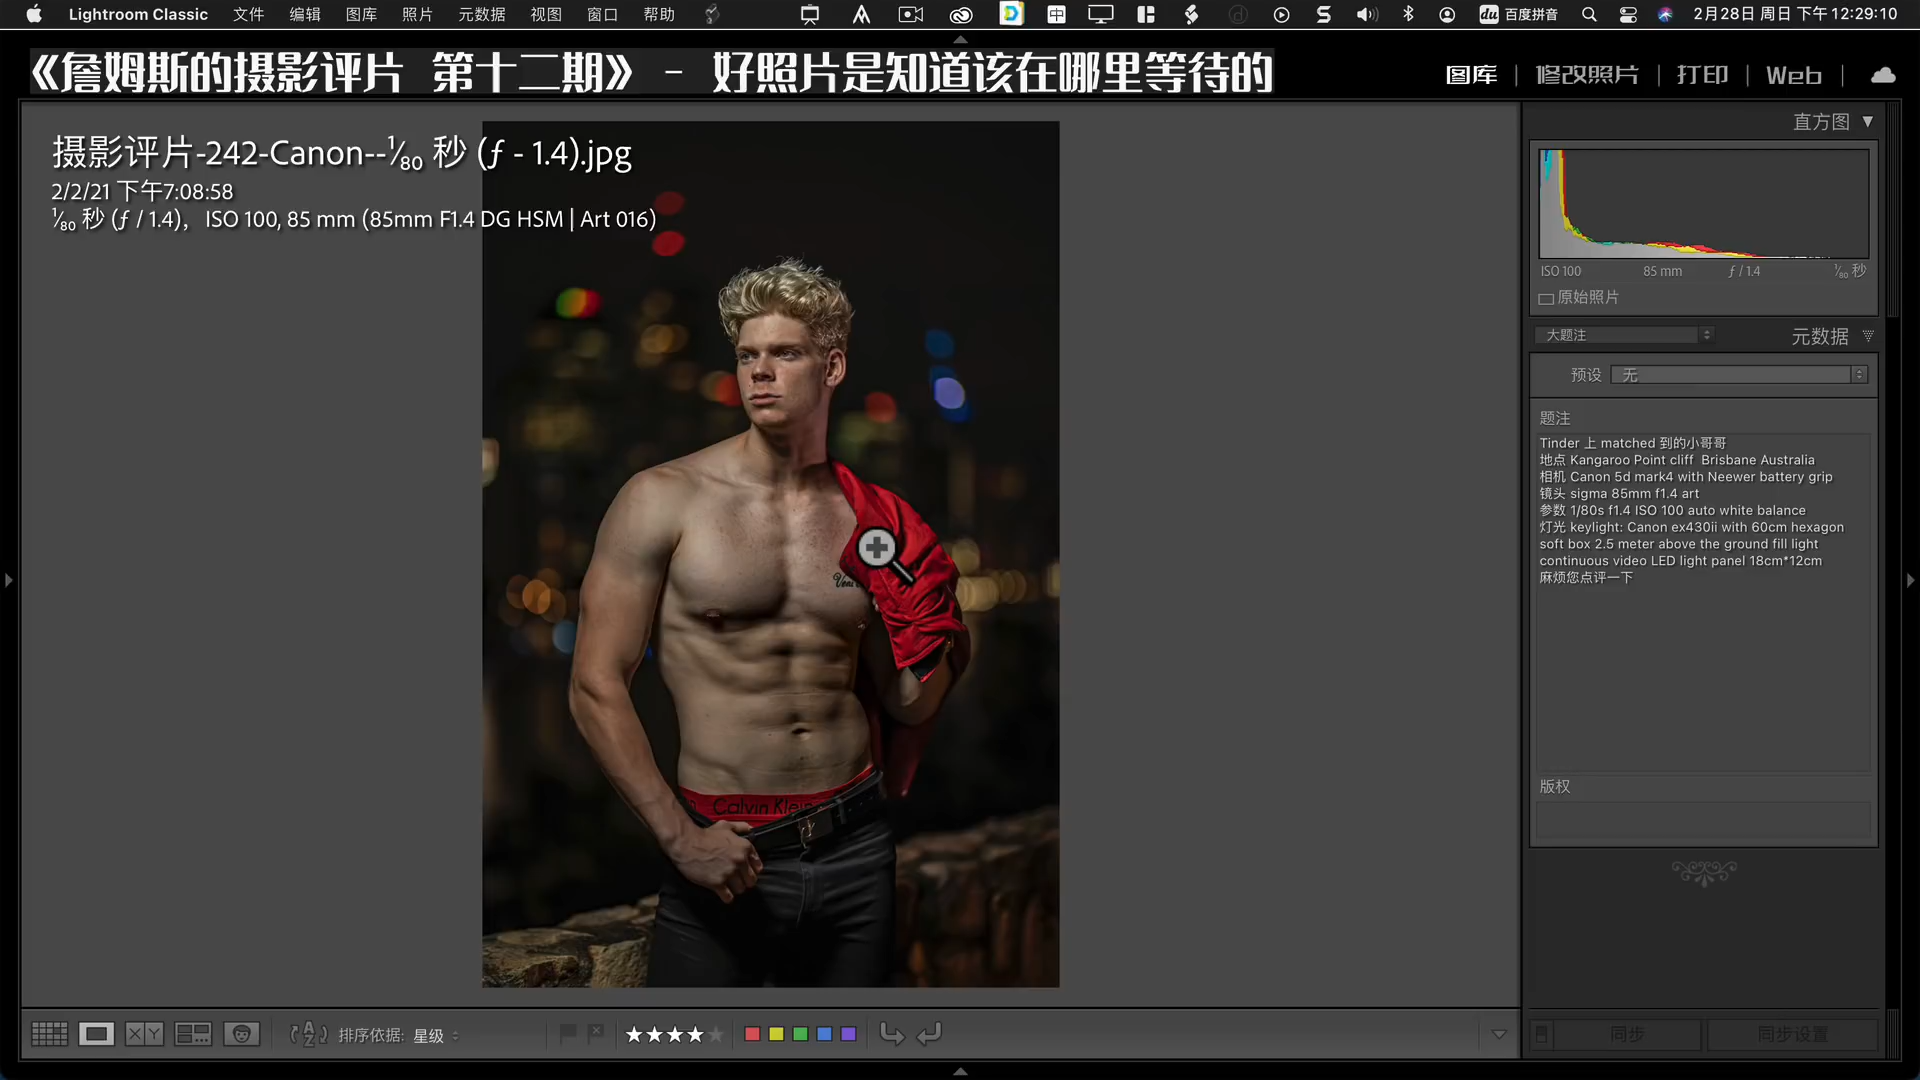 Lightroom Classic 文件 编辑 图库 照片 元数据 视图 窗口 帮助 中 du 百度拼音 2月28日 周日 下午 12:29:10
《詹姆斯的摄影评片 第十二期》 - 好照片是知道该在哪里等待的
图库 | 修改照片 | 打印 | Web |
摄影评片-242-Canon--1⁄80 秒 (ƒ - 1.4).jpg
2/2/21 下午7:08:58
1⁄80 秒 (ƒ / 1.4)，ISO 100, 85 mm (85mm F1.4 DG HSM | Art 016)
Calvin Klein
直方图
ISO 100 85 mm ƒ / 1.4 1⁄80 秒
原始照片
大题注 元数据
预设 无
题注
Tinder 上 matched 到的小哥哥
地点 Kangaroo Point cliff Brisbane Australia
相机 Canon 5d mark4 with Neewer battery grip
镜头 sigma 85mm f1.4 art
参数 1/80s f1.4 ISO 100 auto white balance
灯光 keylight: Canon ex430ii with 60cm hexagon
soft box 2.5 meter above the ground fill light
continuous video LED light panel 18cm*12cm
麻烦您点评一下
版权
排序依据: 星级
同步 同步设置